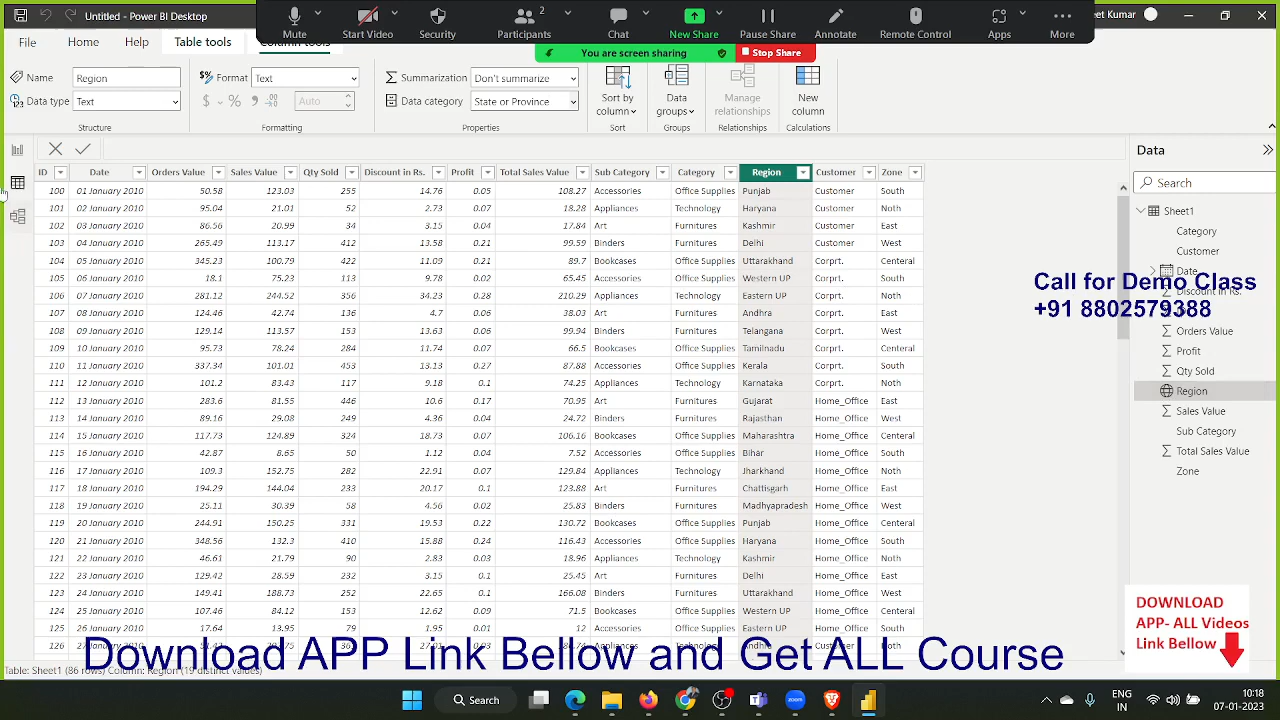 Untitled - Power BI Desktop
eet Kumar
Mute
Start Video
Security
2
Participants
Chat
New Share
Pause Share
Annotate
Remote Control
Apps
More
You are screen sharing
Stop Share
File
Home
Help
Table tools
Column tools
Name
Region
Format
Text
Summarization
Don't summarize
Data type
Text
$
%
Auto
Data category
State or Province
Sort by
column
Data
groups
Manage
relationships
New
column
Structure
Formatting
Properties
Sort
Groups
Relationships
Calculations
ID Date Orders Value Sales Value Qty Sold Discount in Rs. Profit Total Sales Value Sub Category Category Region Customer Zone
100 01 January 2010 50.58 123.03 255 14.76 0.05 108.27 Accessories Office Supplies Punjab Customer South
101 02 January 2010 95.04 21.01 52 2.73 0.07 18.28 Appliances Technology Haryana Customer Noth
102 03 January 2010 86.56 20.99 34 3.15 0.04 17.84 Art Furnitures Kashmir Customer East
103 04 January 2010 265.49 113.17 412 13.58 0.21 99.59 Binders Furnitures Delhi Customer West
104 05 January 2010 345.23 100.79 422 11.09 0.21 89.7 Bookcases Office Supplies Uttarakhand Corprt. Centeral
105 06 January 2010 18.1 75.23 113 9.78 0.02 65.45 Accessories Office Supplies Western UP Corprt. South
106 07 January 2010 281.12 244.52 356 34.23 0.28 210.29 Appliances Technology Eastern UP Corprt. Noth
107 08 January 2010 124.46 42.74 136 4.7 0.06 38.03 Art Furnitures Andhra Corprt. East
108 09 January 2010 129.14 113.57 153 13.63 0.06 99.94 Binders Furnitures Telangana Corprt. West
109 10 January 2010 95.73 78.24 284 11.74 0.02 66.5 Bookcases Office Supplies Tamilnadu Corprt. Centeral
110 11 January 2010 337.34 101.01 453 13.13 0.27 87.88 Accessories Office Supplies Kerala Corprt. South
111 12 January 2010 101.2 83.43 117 9.18 0.1 74.25 Appliances Technology Karnataka Corprt. Noth
112 13 January 2010 283.6 81.55 446 10.6 0.17 70.95 Art Furnitures Gujarat Home_Office East
113 14 January 2010 89.16 29.08 249 4.36 0.04 24.72 Binders Furnitures Rajasthan Home_Office West
114 15 January 2010 117.73 124.89 324 18.73 0.07 106.16 Bookcases Office Supplies Maharashtra Home_Office Centeral
115 16 January 2010 42.87 8.65 50 1.12 0.04 7.52 Accessories Office Supplies Bihar Home_Office South
116 17 January 2010 109.3 152.75 282 22.91 0.07 129.84 Appliances Technology Jharkhand Home_Office Noth
117 18 January 2010 194.29 144.04 233 20.17 0.1 123.88 Art Furnitures Chattisgarh Home_Office East
118 19 January 2010 25.11 30.39 58 4.56 0.02 25.83 Binders Furnitures Madhyapradesh Home_Office West
119 20 January 2010 244.91 150.25 331 19.53 0.22 130.72 Bookcases Office Supplies Punjab Home_Office Centeral
120 21 January 2010 348.56 132.3 410 15.88 0.24 116.43 Accessories Office Supplies Haryana Home_Office South
121 22 January 2010 46.61 21.79 90 2.83 0.03 18.96 Appliances Technology Kashmir Home_Office Noth
122 23 January 2010 129.42 28.59 232 3.15 0.1 25.45 Art Furnitures Delhi Home_Office East
123 24 January 2010 149.41 188.73 252 22.65 0.1 166.08 Binders Furnitures Uttarakhand Home_Office West
124 25 January 2010 107.46 84.12 153 12.62 0.09 71.5 Bookcases Office Supplies Western UP Home_Office Centeral
125 26 January 2010 17.64 13.95 79 1.95 0.01 12 Accessories Office Supplies Eastern UP Home_Office South
126
Data
Search
Sheet1
Category
Customer
Date
Discount in Rs.
Orders Value
Profit
Qty Sold
Region
Sales Value
Sub Category
Total Sales Value
Zone
Call for Demo Class
+91 8802579388
DOWNLOAD
APP- ALL Videos
Link Bellow
Download APP Link Bellow and Get ALL Course
Table: Sheet1 (86 rows) Column: Region (19 distinct values)
Search
ENG
IN
10:18
07-01-2023